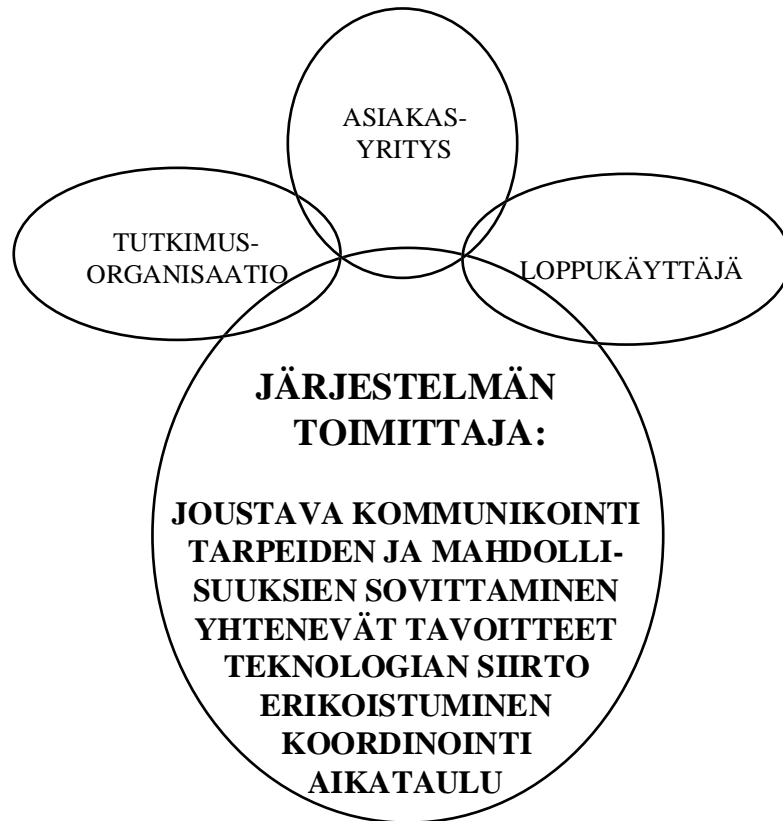 ASIAKAS-
YRITYS
TUTKIMUS-
ORGANISAATIO
LOPPUKÄYTTÄJÄ
JÄRJESTELMÄN
TOIMITTAJA:
JOUSTAVA KOMMUNIKOINTI
TARPEIDEN JA MAHDOLLI-
SUUKSIEN SOVITTAMINEN
YHTENEVÄT TAVOITTEET
TEKNOLOGIAN SIIRTO
ERIKOISTUMINEN
KOORDINOINTI
AIKATAULU